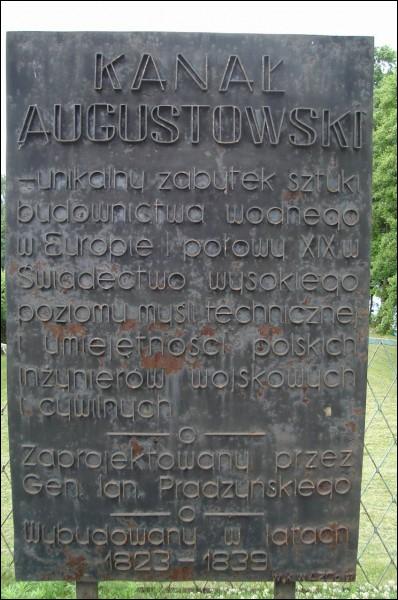 KANAŁ
AUGUSTOWSKI
–unikalny zabytek sztuki
budownictwa wodnego
w Europie I połowy XIX w
Świadectwo wysokiego
poziomu myśli technicznej
i umiejętności polskich
inżynierów wojskowych
i cywilnych
Zaprojektowany przez
Gen. Ign. Prądzyńskiego
Wybudowany w latach
1823 – 1839